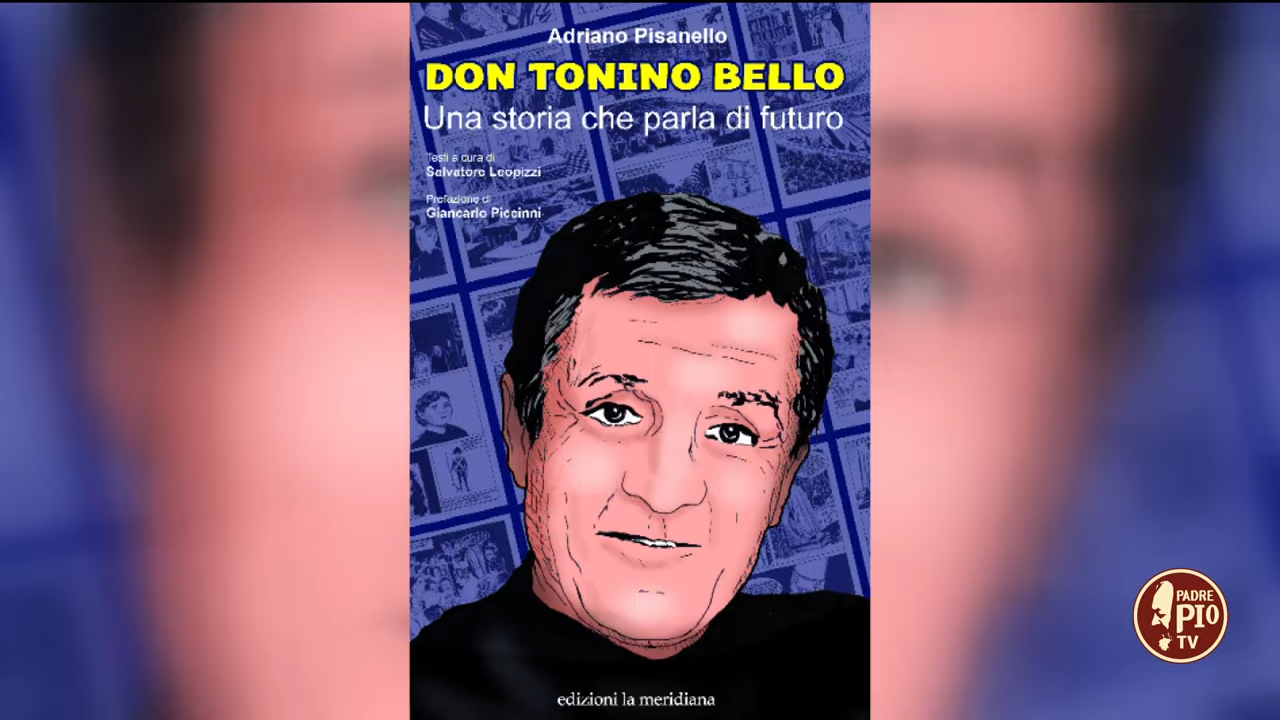 Adriano Pisanello
DON TONINO BELLO
Una storia che parla di futuro
Testi a cura di
Salvatore Leopizzi
Prefazione di
Giancarlo Piccinni
edizioni la meridiana
PADRE
PIO
TV